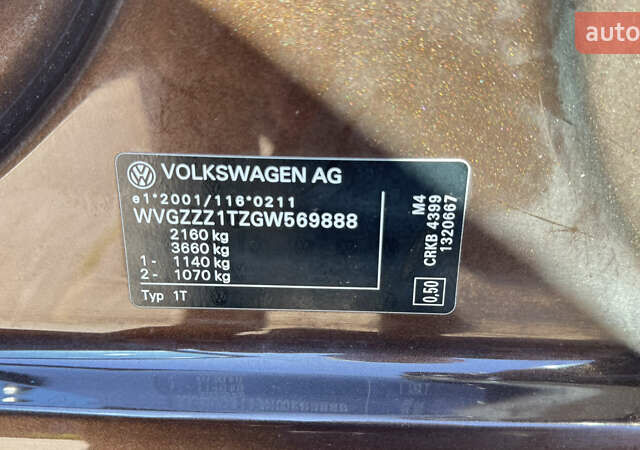 auto
VOLKSWAGEN AG
e1*2001/116*0211
WVGZZZ1TZGW569888
2160 kg
3660 kg
1 - 1140 kg
2- 1070 kg
Typ 1T
M4
CRKB 4399
1320667
0,50